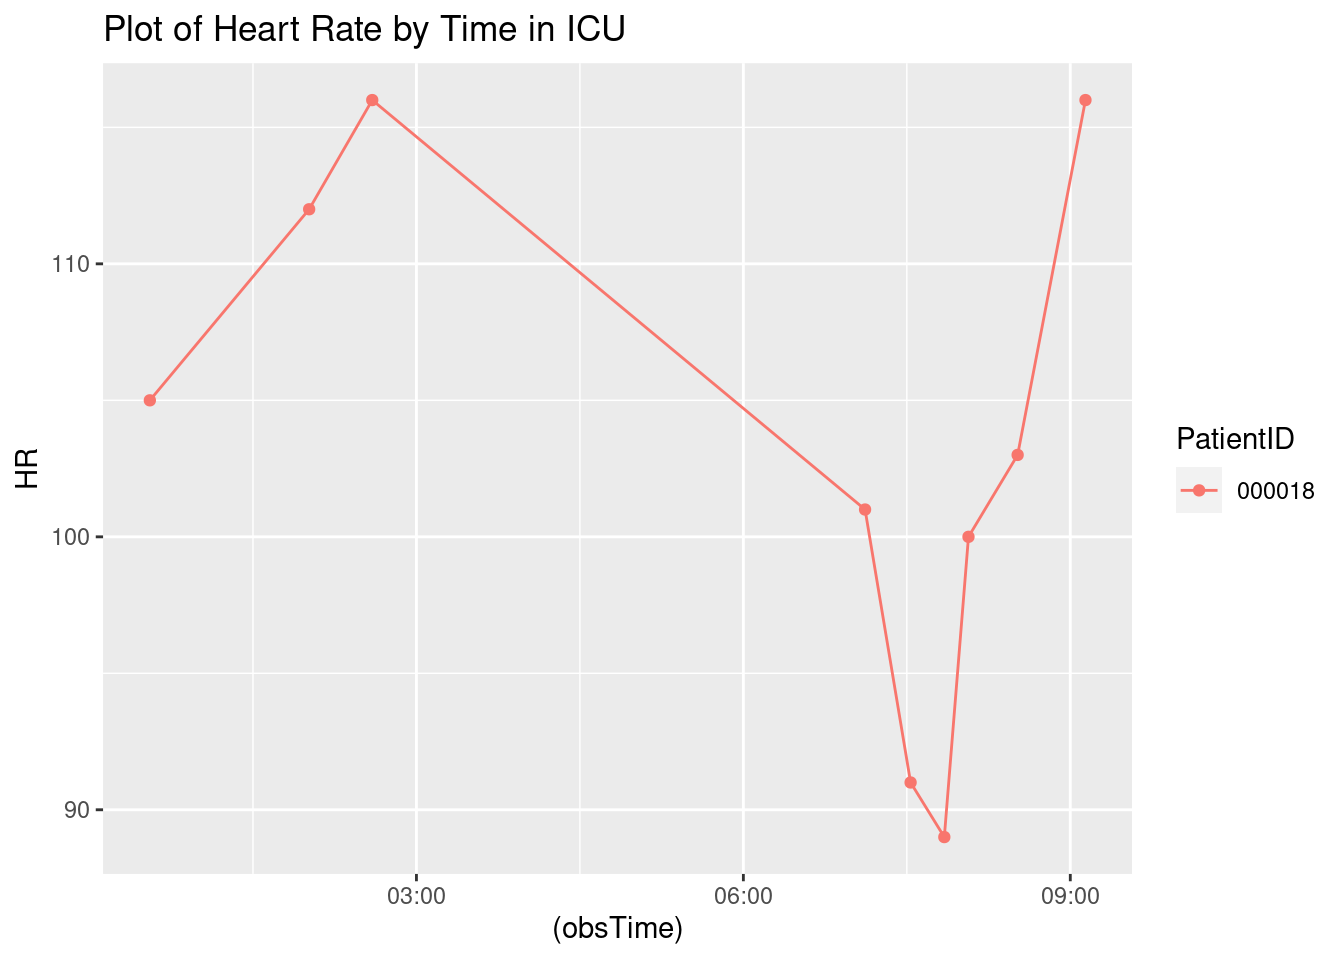 Plot of Heart Rate by Time in ICU
110
100
90
HR
03:00 06:00 09:00
(obsTime)
PatientID
000018